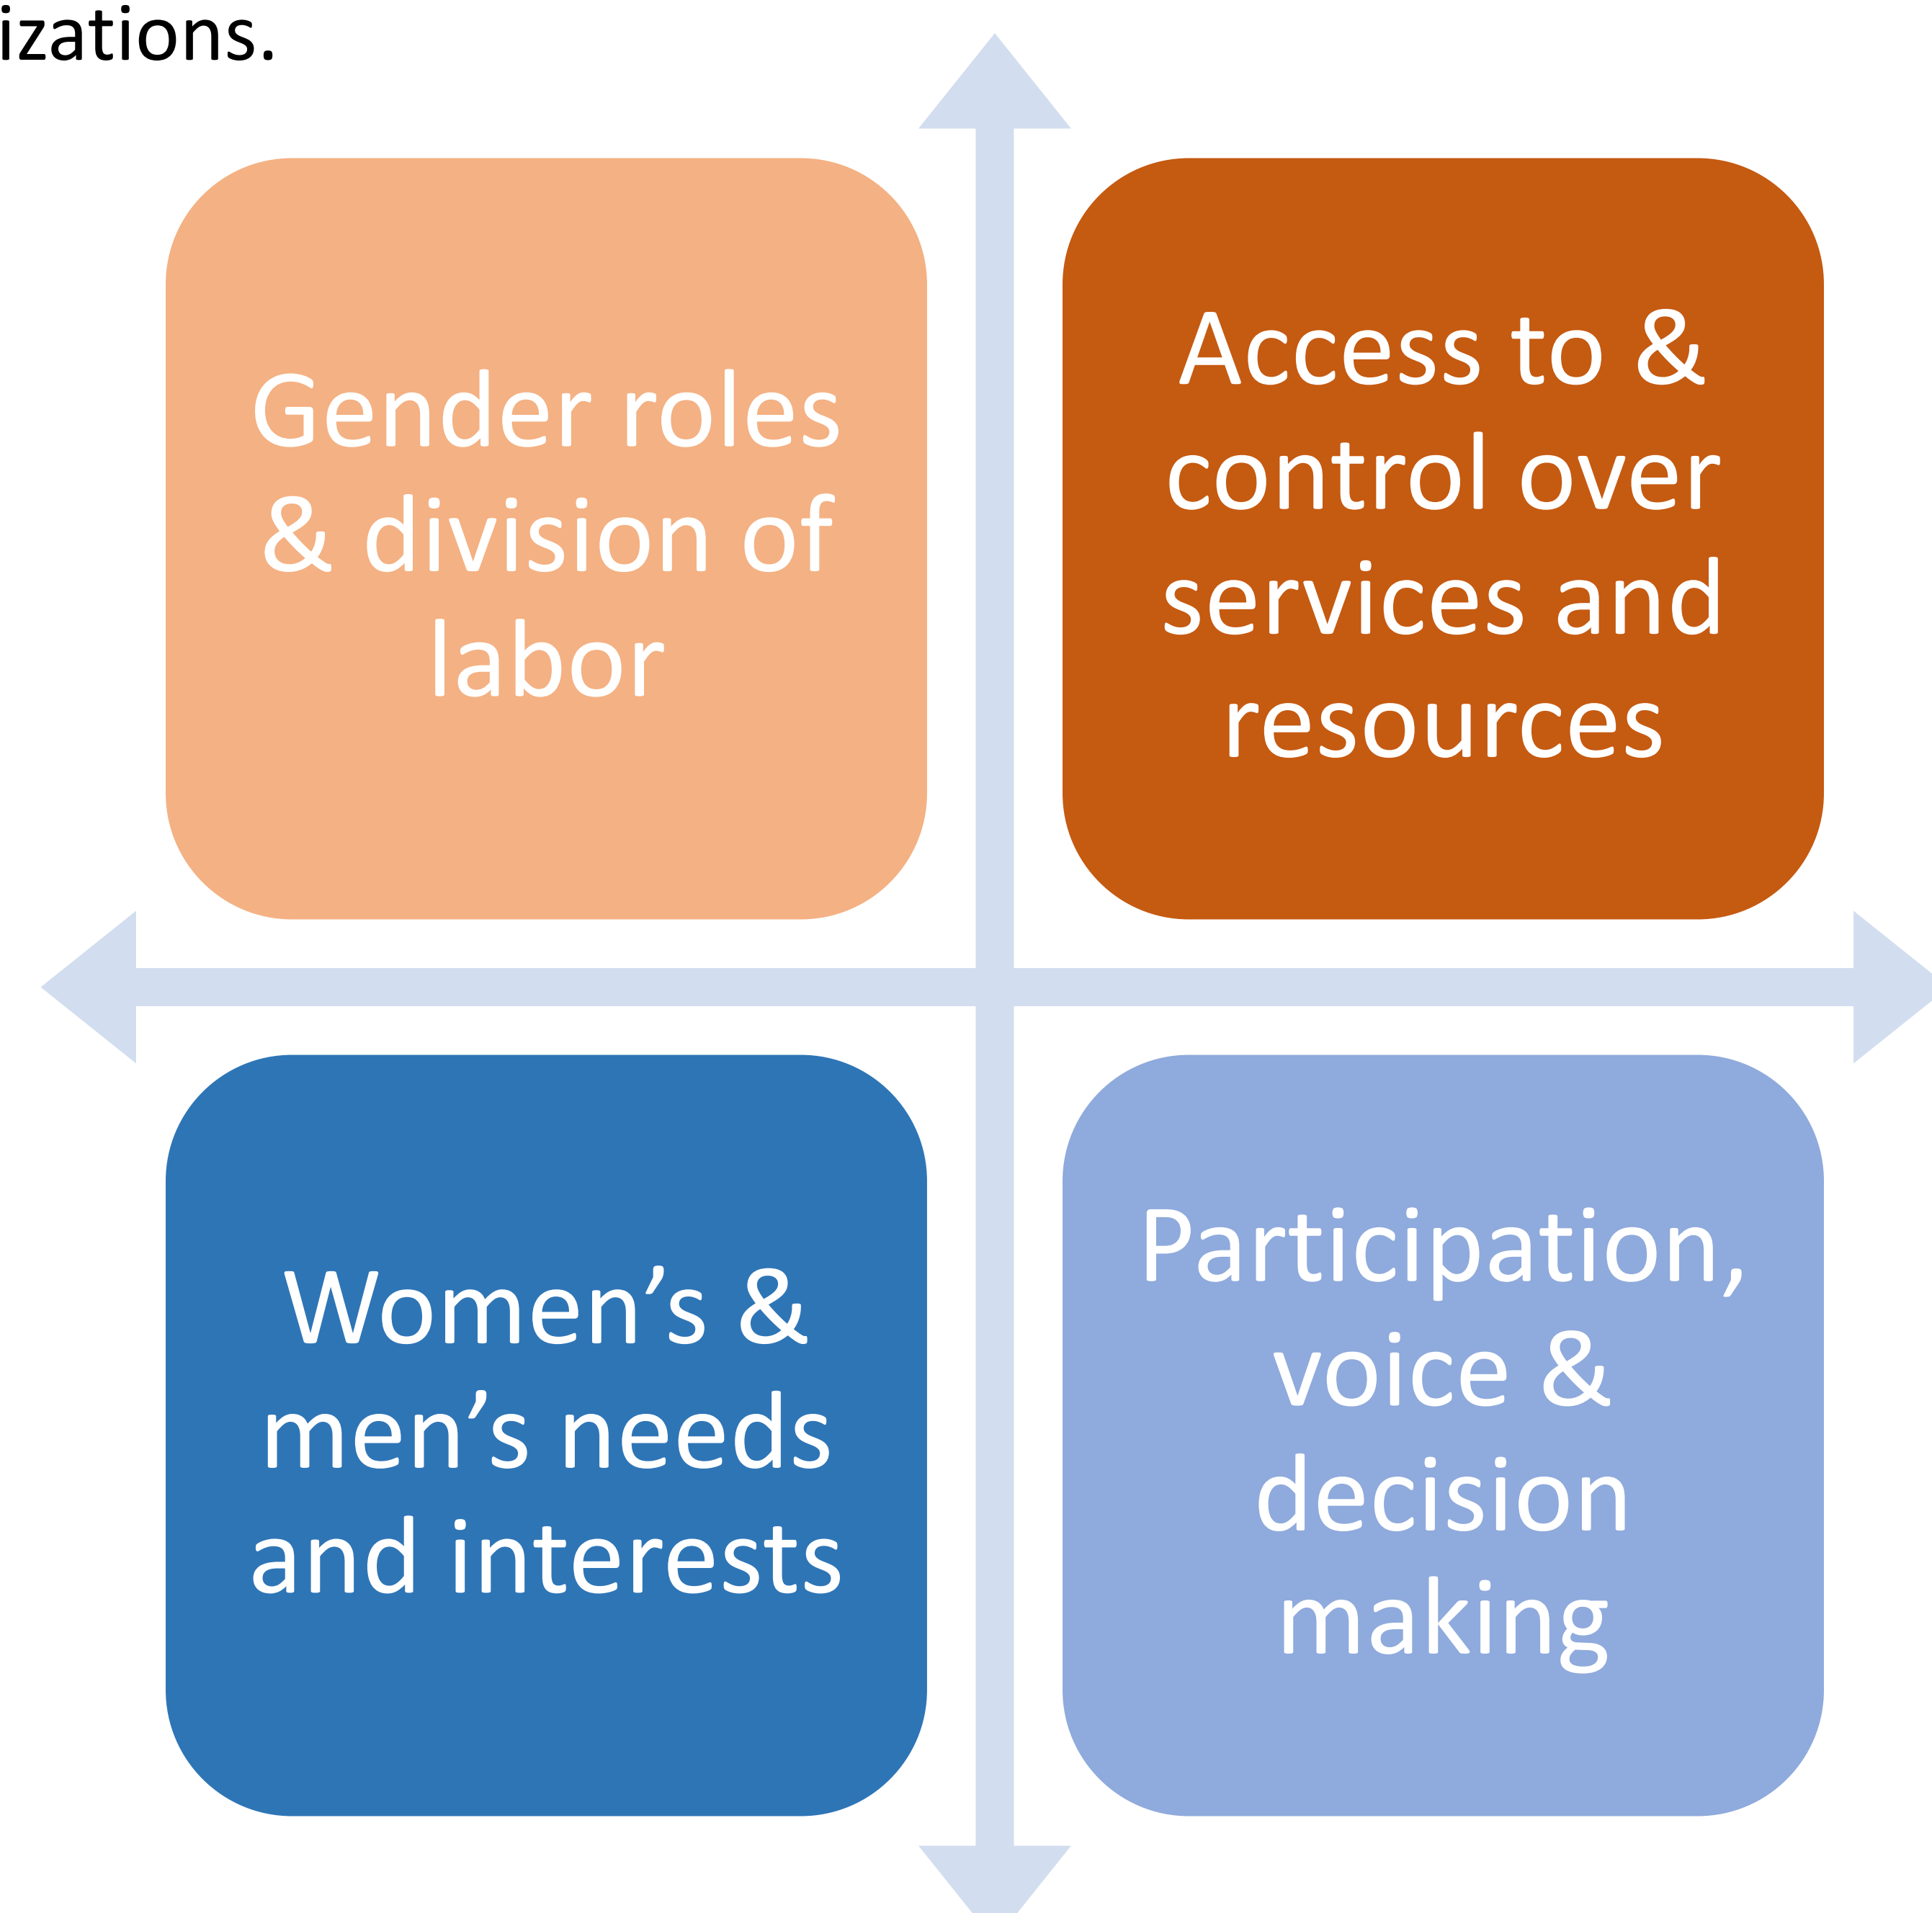 izations.
Gender roles
& division of
labor
Access to &
control over
services and
resources
Women’s &
men’s needs
and interests
Participation,
voice &
decision
making